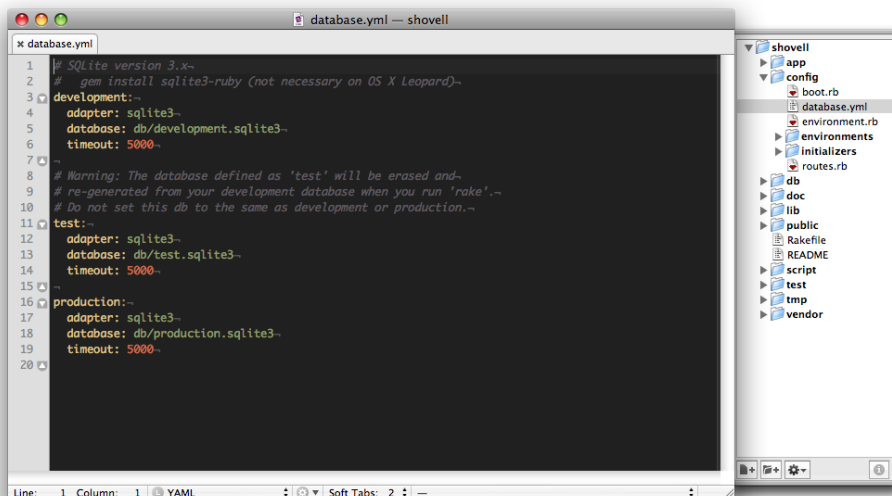 database.yml — shovell
database.yml
1 # SQLite version 3.x¬
2 #   gem install sqlite3-ruby (not necessary on OS X Leopard)¬
3 development:¬
4   adapter: sqlite3¬
5   database: db/development.sqlite3¬
6   timeout: 5000¬
7 ¬
8 # Warning: The database defined as 'test' will be erased and¬
9 # re-generated from your development database when you run 'rake'.¬
10 # Do not set this db to the same as development or production.¬
11 test:¬
12   adapter: sqlite3¬
13   database: db/test.sqlite3¬
14   timeout: 5000¬
15 ¬
16 production:¬
17   adapter: sqlite3¬
18   database: db/production.sqlite3¬
19   timeout: 5000¬
20
Line: 1 Column: 1 L YAML Soft Tabs: 2 —
shovell
app
config
boot.rb
database.yml
environment.rb
environments
initializers
routes.rb
db
doc
lib
public
Rakefile
README
script
test
tmp
vendor